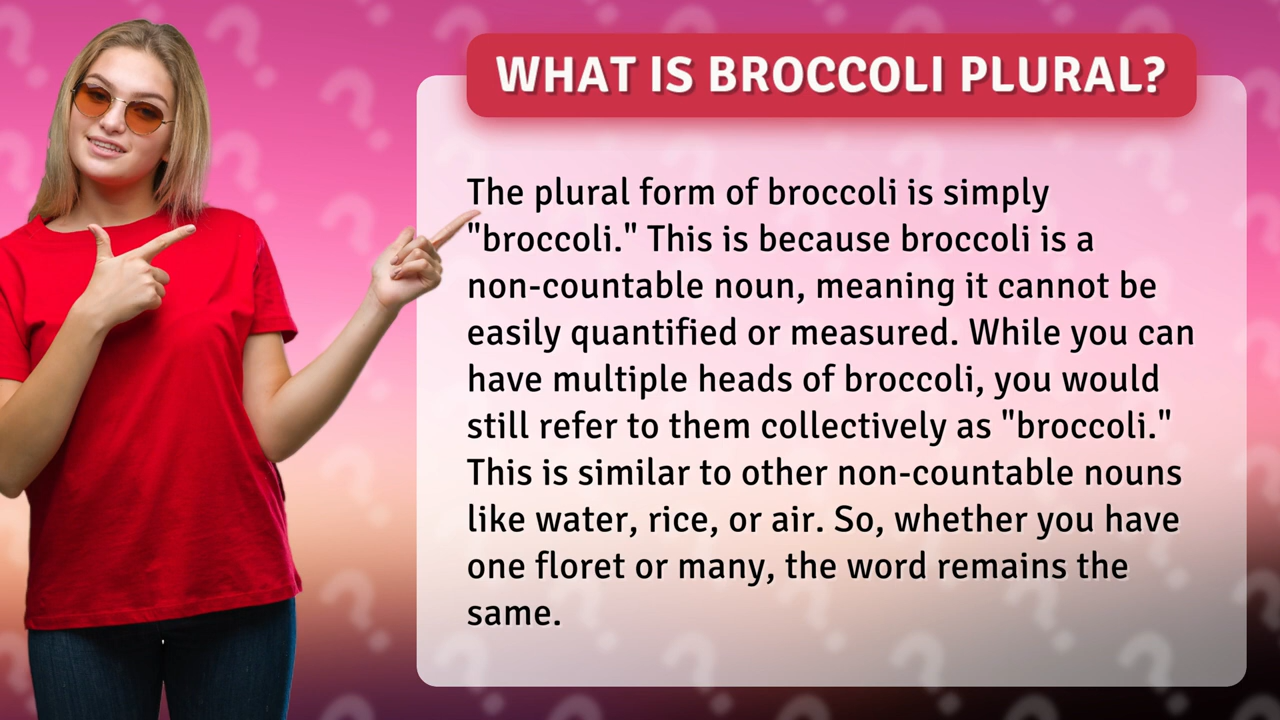 WHAT IS BROCCOLI PLURAL?
The plural form of broccoli is simply
"broccoli." This is because broccoli is a
non-countable noun, meaning it cannot be
easily quantified or measured. While you can
have multiple heads of broccoli, you would
still refer to them collectively as "broccoli."
This is similar to other non-countable nouns
like water, rice, or air. So, whether you have
one floret or many, the word remains the
same.